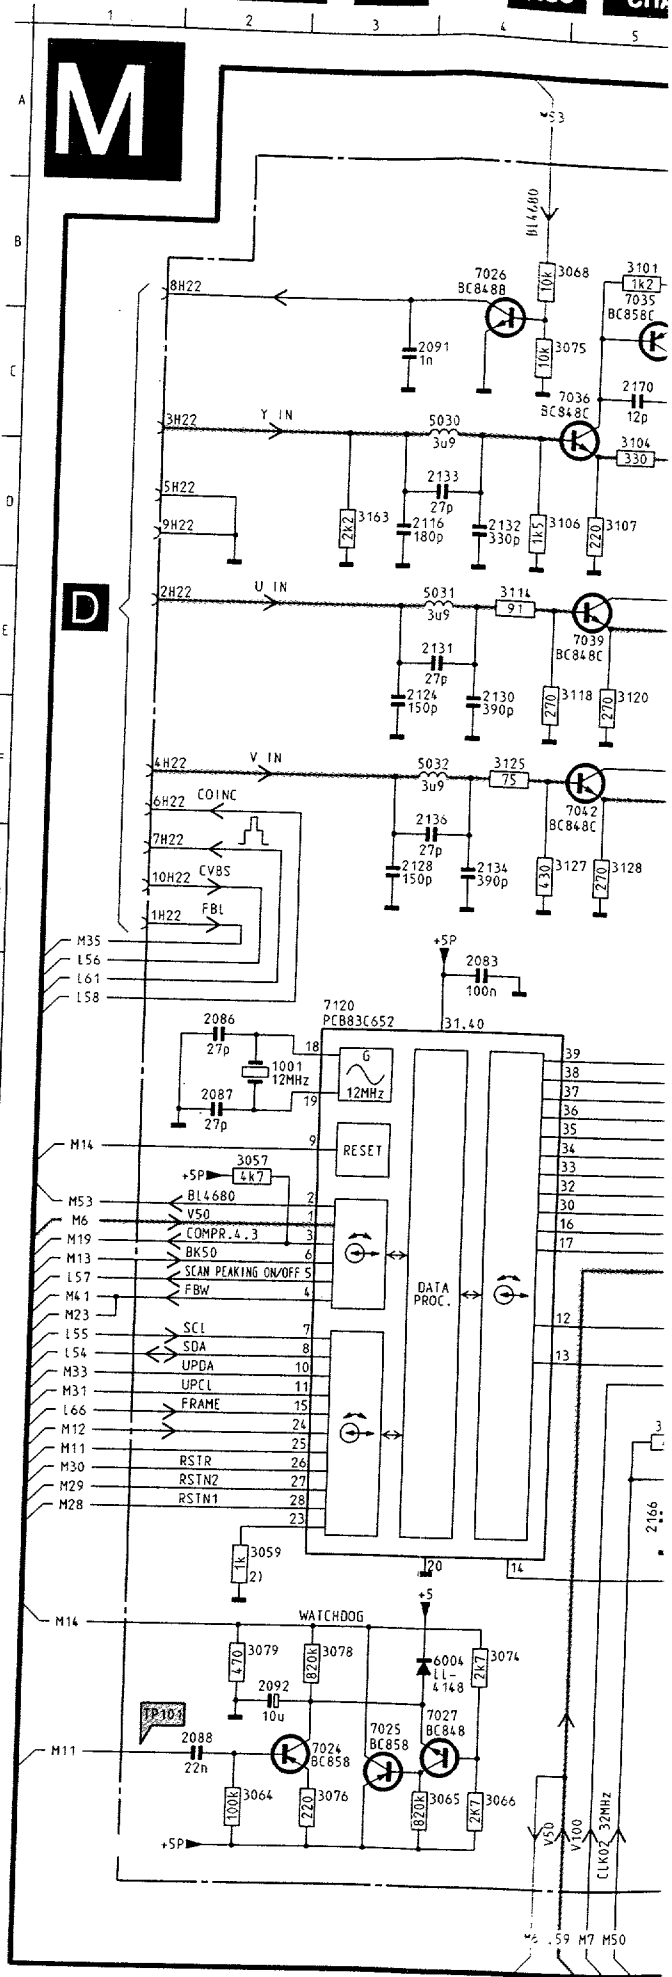 1 2 3 4 5
A
M
B
C
D
E
BL4680
8H22
7026
BC848B
10k
3068
3101
1k2
7035
BC858C
2091
1n
10k
3075
2170
12p
7036
BC848C
3H22
Y IN
5030
3u9
3104
330
5H22
2133
27p
9H22
2k2
3163
2116
180p
2132
330p
1k5
3106
220
3107
D
2H22
U IN
5031
3u9
3114
91
7039
BC848C
2131
27p
2124
150p
2130
390p
270
3118
270
3120
4H22
V IN
5032
3u9
3125
75
6H22
COINC
7042
BC848C
7H22
2136
27p
10H22
CVBS
2128
150p
2134
390p
430
3127
270
3128
1H22
FBL
M35
L56
L61
L58
+5P
2083
100n
7120
PCB83C652
31,40
2086
27p
1001
12MHz
2087
27p
18
19
G
12MHz
39
38
37
36
35
34
33
32
30
16
17
M14
9
RESET
3057
+5P
4k7
M53
BL4680
2
M6
V50
1
M19
COMPR.4.3
3
M13
BK50
6
L57
SCAN PEAKING ON/OFF
5
M41
FBW
4
M23
DATA
PROC.
12
13
L55
SCL
7
L54
SDA
8
M33
UPDA
10
M31
UPCL
11
L66
FRAME
15
M12
24
M11
25
M30
RSTR
26
M29
RSTN2
27
M28
RSTN1
28
23
2166
1k
3059
2)
20
14
+5
M14
WATCHDOG
470
3079
820k
3078
6004
LL-
4148
2k7
3074
2092
10u
TP101
7025
BC858
7027
BC848
M11
2088
22n
7024
BC858
100k
3064
220
3076
820k
3065
2K7
3066
+5P
V50
V100
CLK02
32MHz
M7 M50